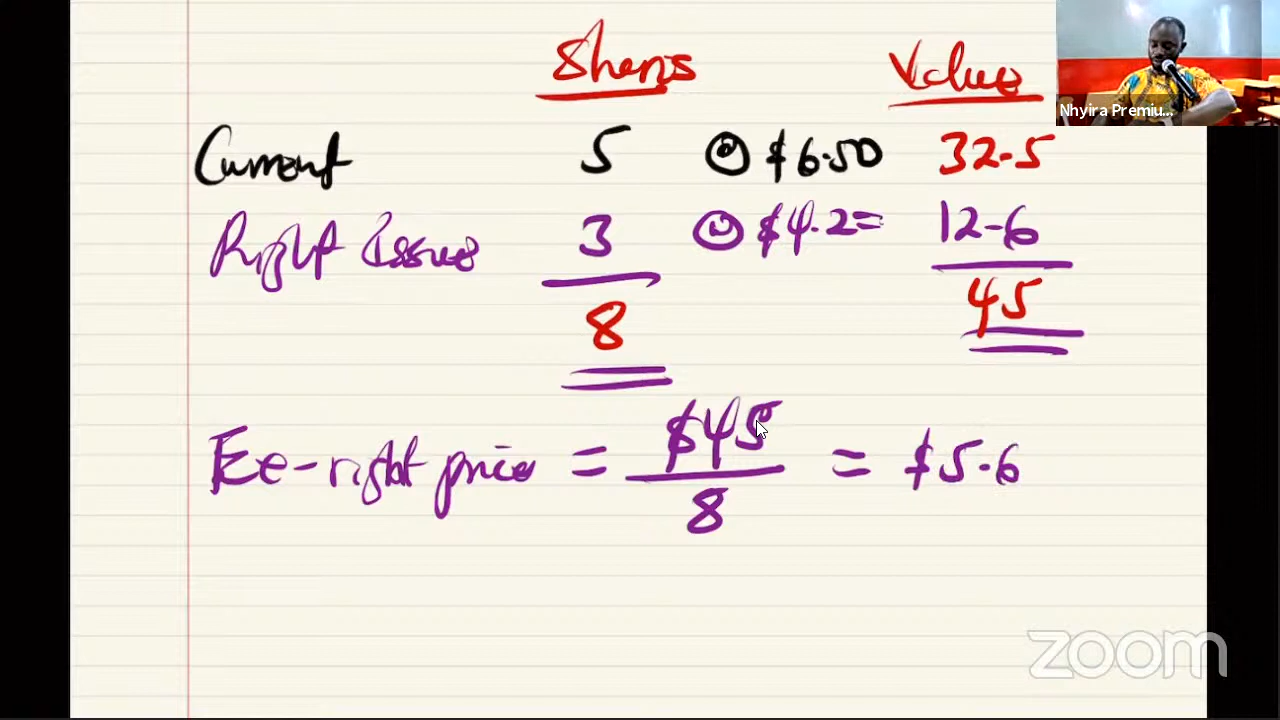 Shares Value
Nhyira Premiu...
Current 5 @ $6.50 32.5
Right Issue 3 @ $4.2= 12.6
8 45
Ex-right price = $45 = $5.6
8
zoom